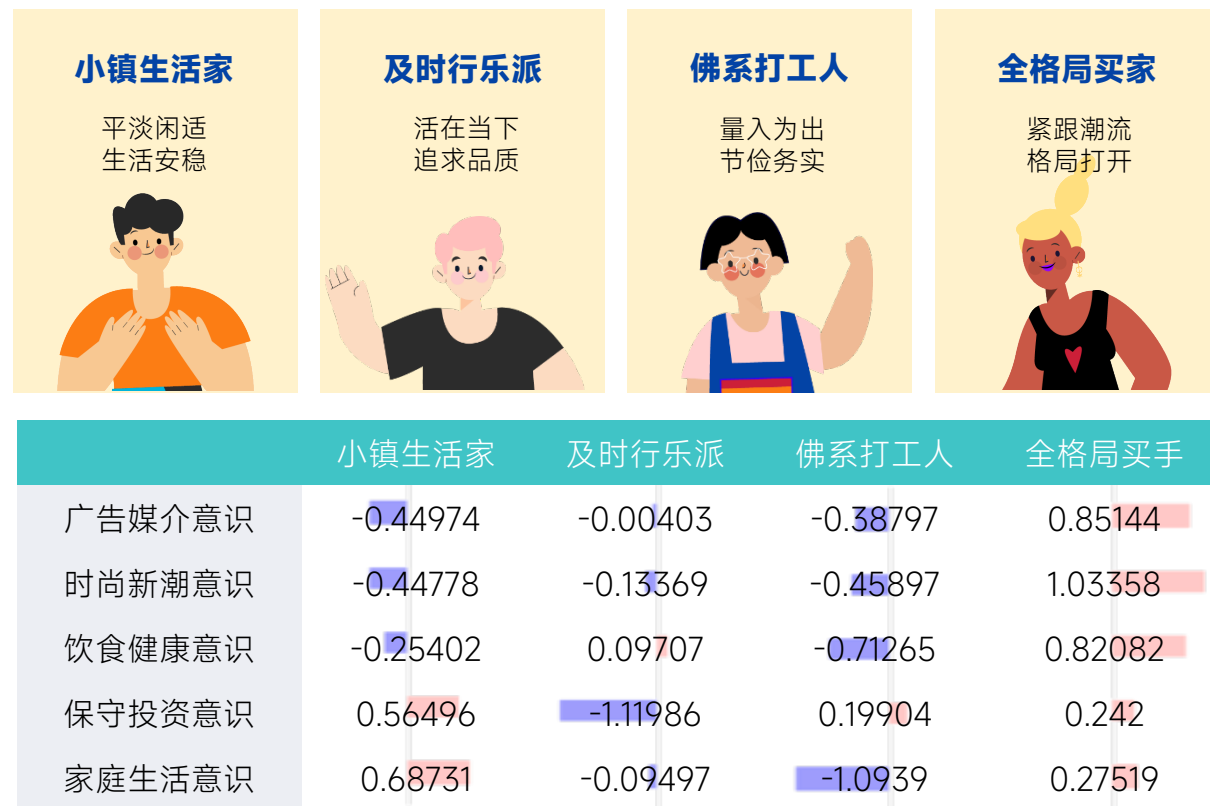 小镇生活家
平淡闲适
生活安稳
及时行乐派
活在当下
追求品质
佛系打工人
量入为出
节俭务实
全格局买家
紧跟潮流
格局打开
小镇生活家 及时行乐派 佛系打工人 全格局买手
广告媒介意识 -0.44974 -0.00403 -0.38797 0.85144
时尚新潮意识 -0.44778 -0.13369 -0.45897 1.03358
饮食健康意识 -0.25402 0.09707 -0.71265 0.82082
保守投资意识 0.56496 -1.11986 0.19904 0.242
家庭生活意识 0.68731 -0.09497 -1.0939 0.27519